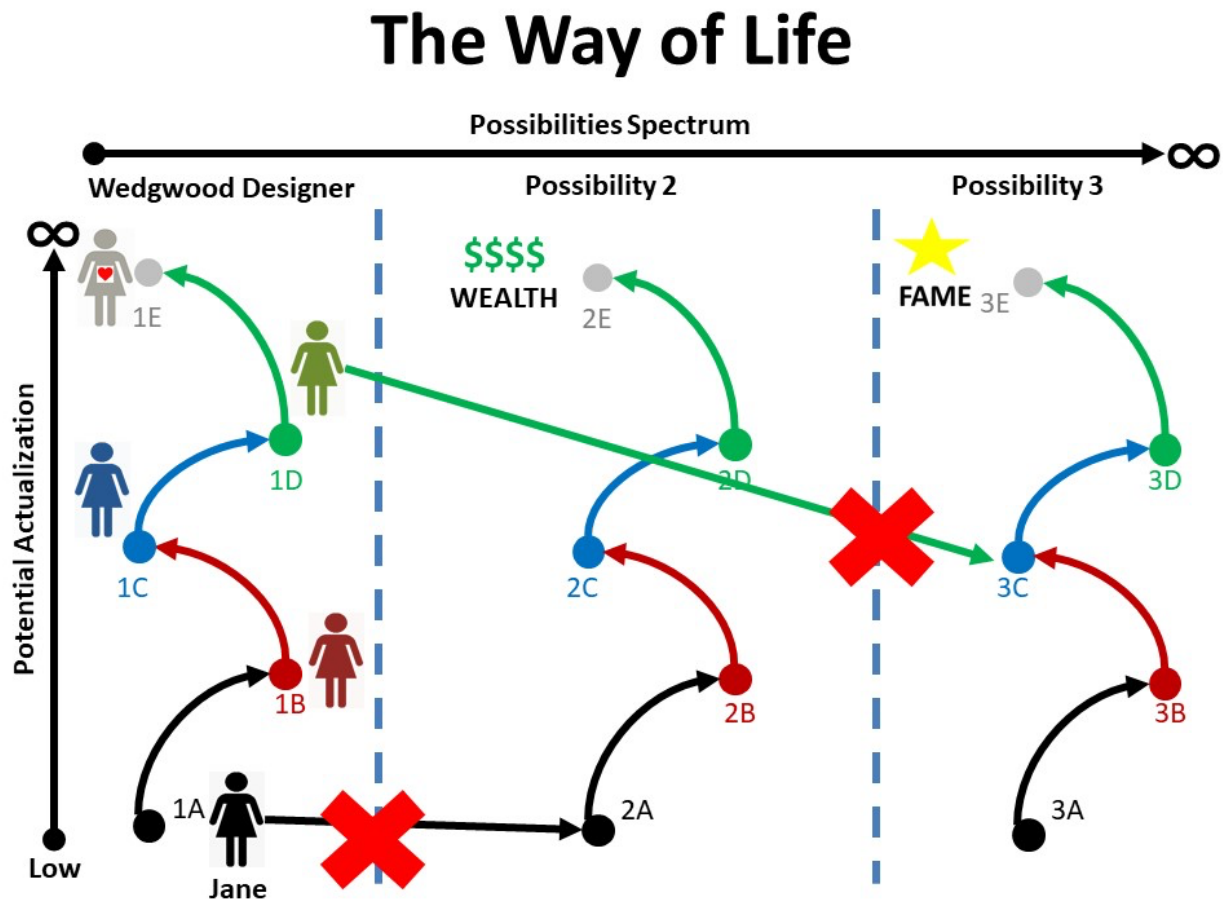 The Way of Life
Possibilities Spectrum
∞
Wedgwood Designer
Possibility 2
Possibility 3
∞
$$$$
WEALTH
FAME
1E
2E
3E
Potential Actualization
1D
2D
3D
1C
2C
3C
1B
2B
3B
1A
2A
3A
Low
Jane